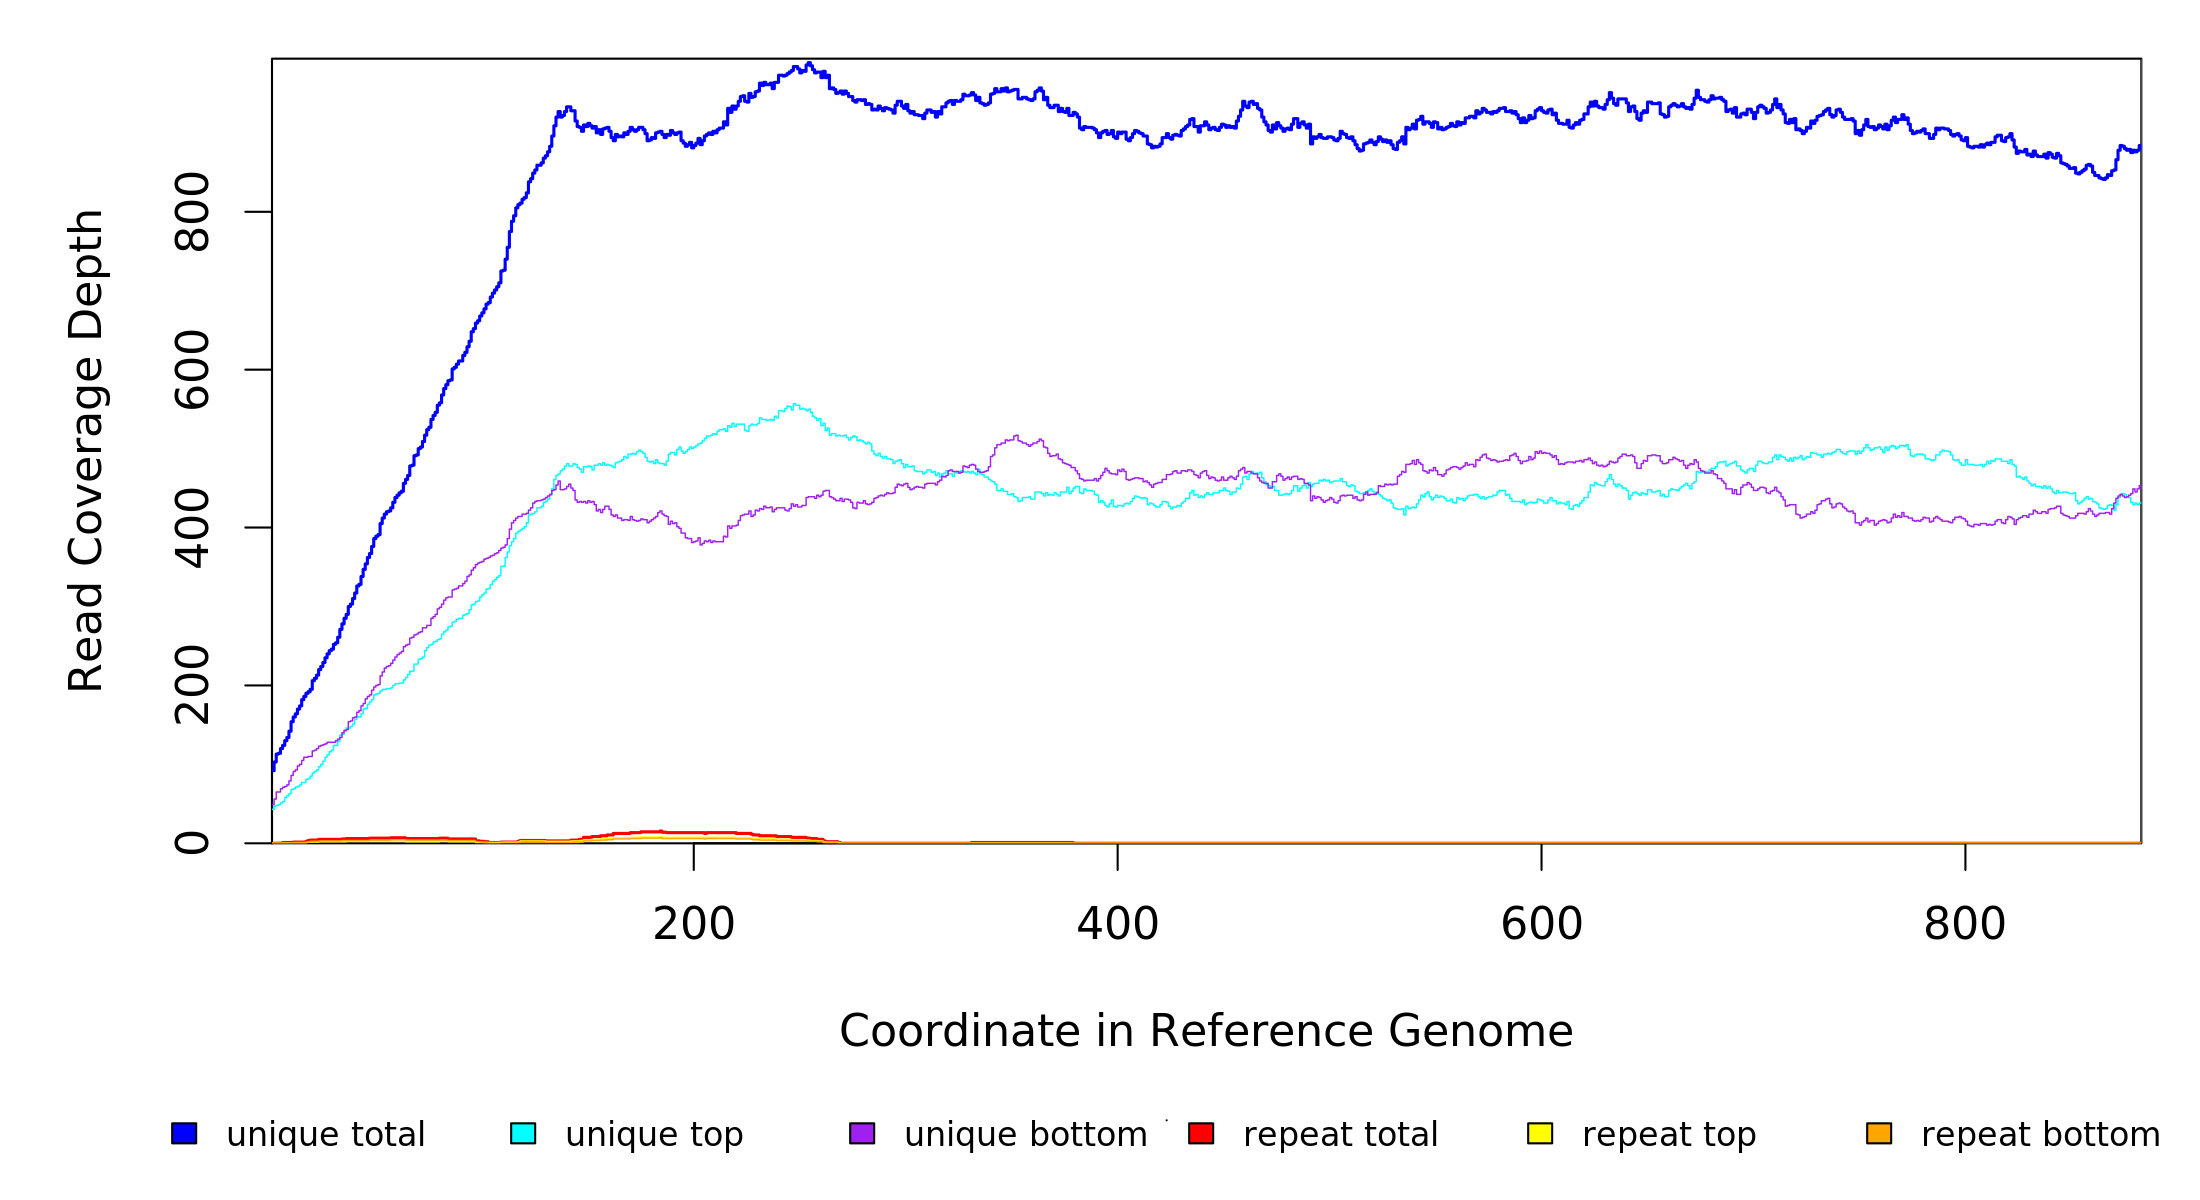 Read Coverage Depth
800
600
400
200
0
200 400 600 800
Coordinate in Reference Genome
unique total unique top unique bottom repeat total repeat top repeat bottom